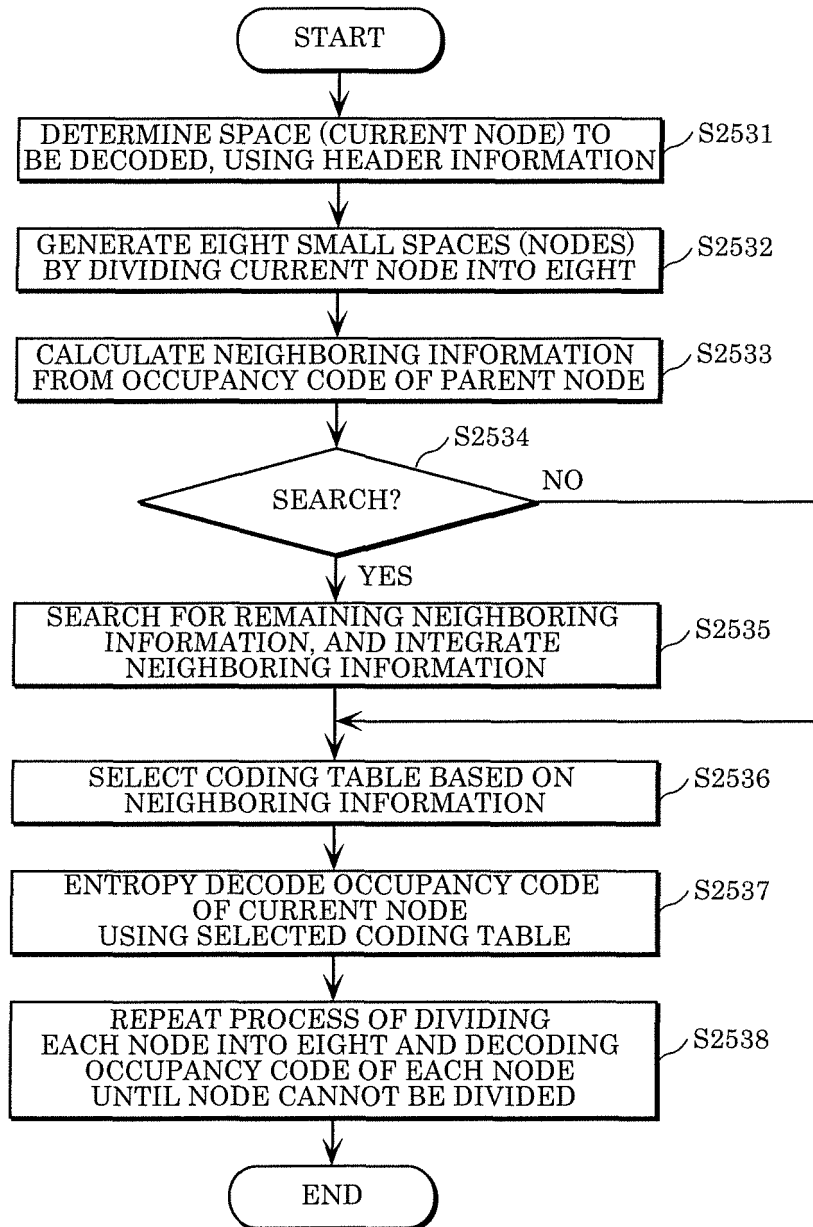 START
DETERMINE SPACE (CURRENT NODE) TO
BE DECODED, USING HEADER INFORMATION
S2531
GENERATE EIGHT SMALL SPACES (NODES)
BY DIVIDING CURRENT NODE INTO EIGHT
S2532
CALCULATE NEIGHBORING INFORMATION
FROM OCCUPANCY CODE OF PARENT NODE
S2533
S2534
SEARCH?
NO
YES
SEARCH FOR REMAINING NEIGHBORING
INFORMATION, AND INTEGRATE
NEIGHBORING INFORMATION
S2535
SELECT CODING TABLE BASED ON
NEIGHBORING INFORMATION
S2536
ENTROPY DECODE OCCUPANCY CODE
OF CURRENT NODE
USING SELECTED CODING TABLE
S2537
REPEAT PROCESS OF DIVIDING
EACH NODE INTO EIGHT AND DECODING
OCCUPANCY CODE OF EACH NODE
UNTIL NODE CANNOT BE DIVIDED
S2538
END